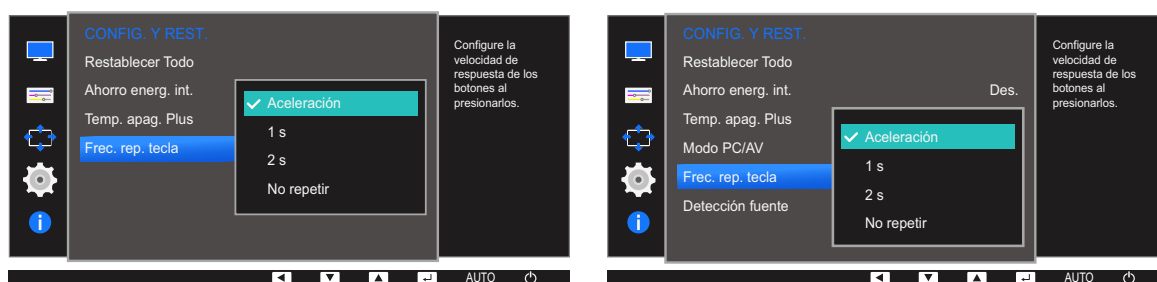 CONFIG. Y REST.
Restablecer Todo
Ahorro energ. int.
Temp. apag. Plus
Frec. rep. tecla
Aceleración
1 s
2 s
No repetir
Configure la
velocidad de
respuesta de los
botones al
presionarlos.
AUTO
CONFIG. Y REST.
Restablecer Todo
Ahorro energ. int.
Des.
Temp. apag. Plus
Modo PC/AV
Frec. rep. tecla
Detección fuente
Aceleración
1 s
2 s
No repetir
Configure la
velocidad de
respuesta de los
botones al
presionarlos.
AUTO